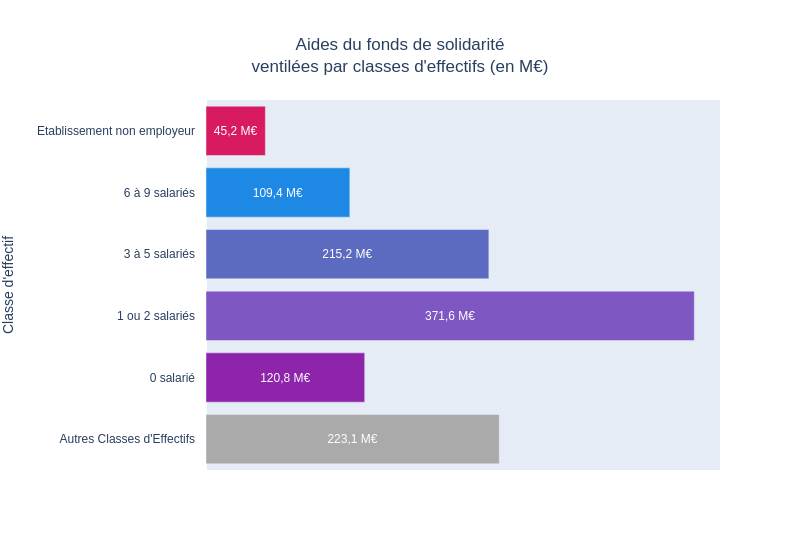 Aides du fonds de solidarité
ventilées par classes d'effectifs (en M€)
Classe d'effectif
Etablissement non employeur
45,2 M€
6 à 9 salariés
109,4 M€
3 à 5 salariés
215,2 M€
1 ou 2 salariés
371,6 M€
0 salarié
120,8 M€
Autres Classes d'Effectifs
223,1 M€